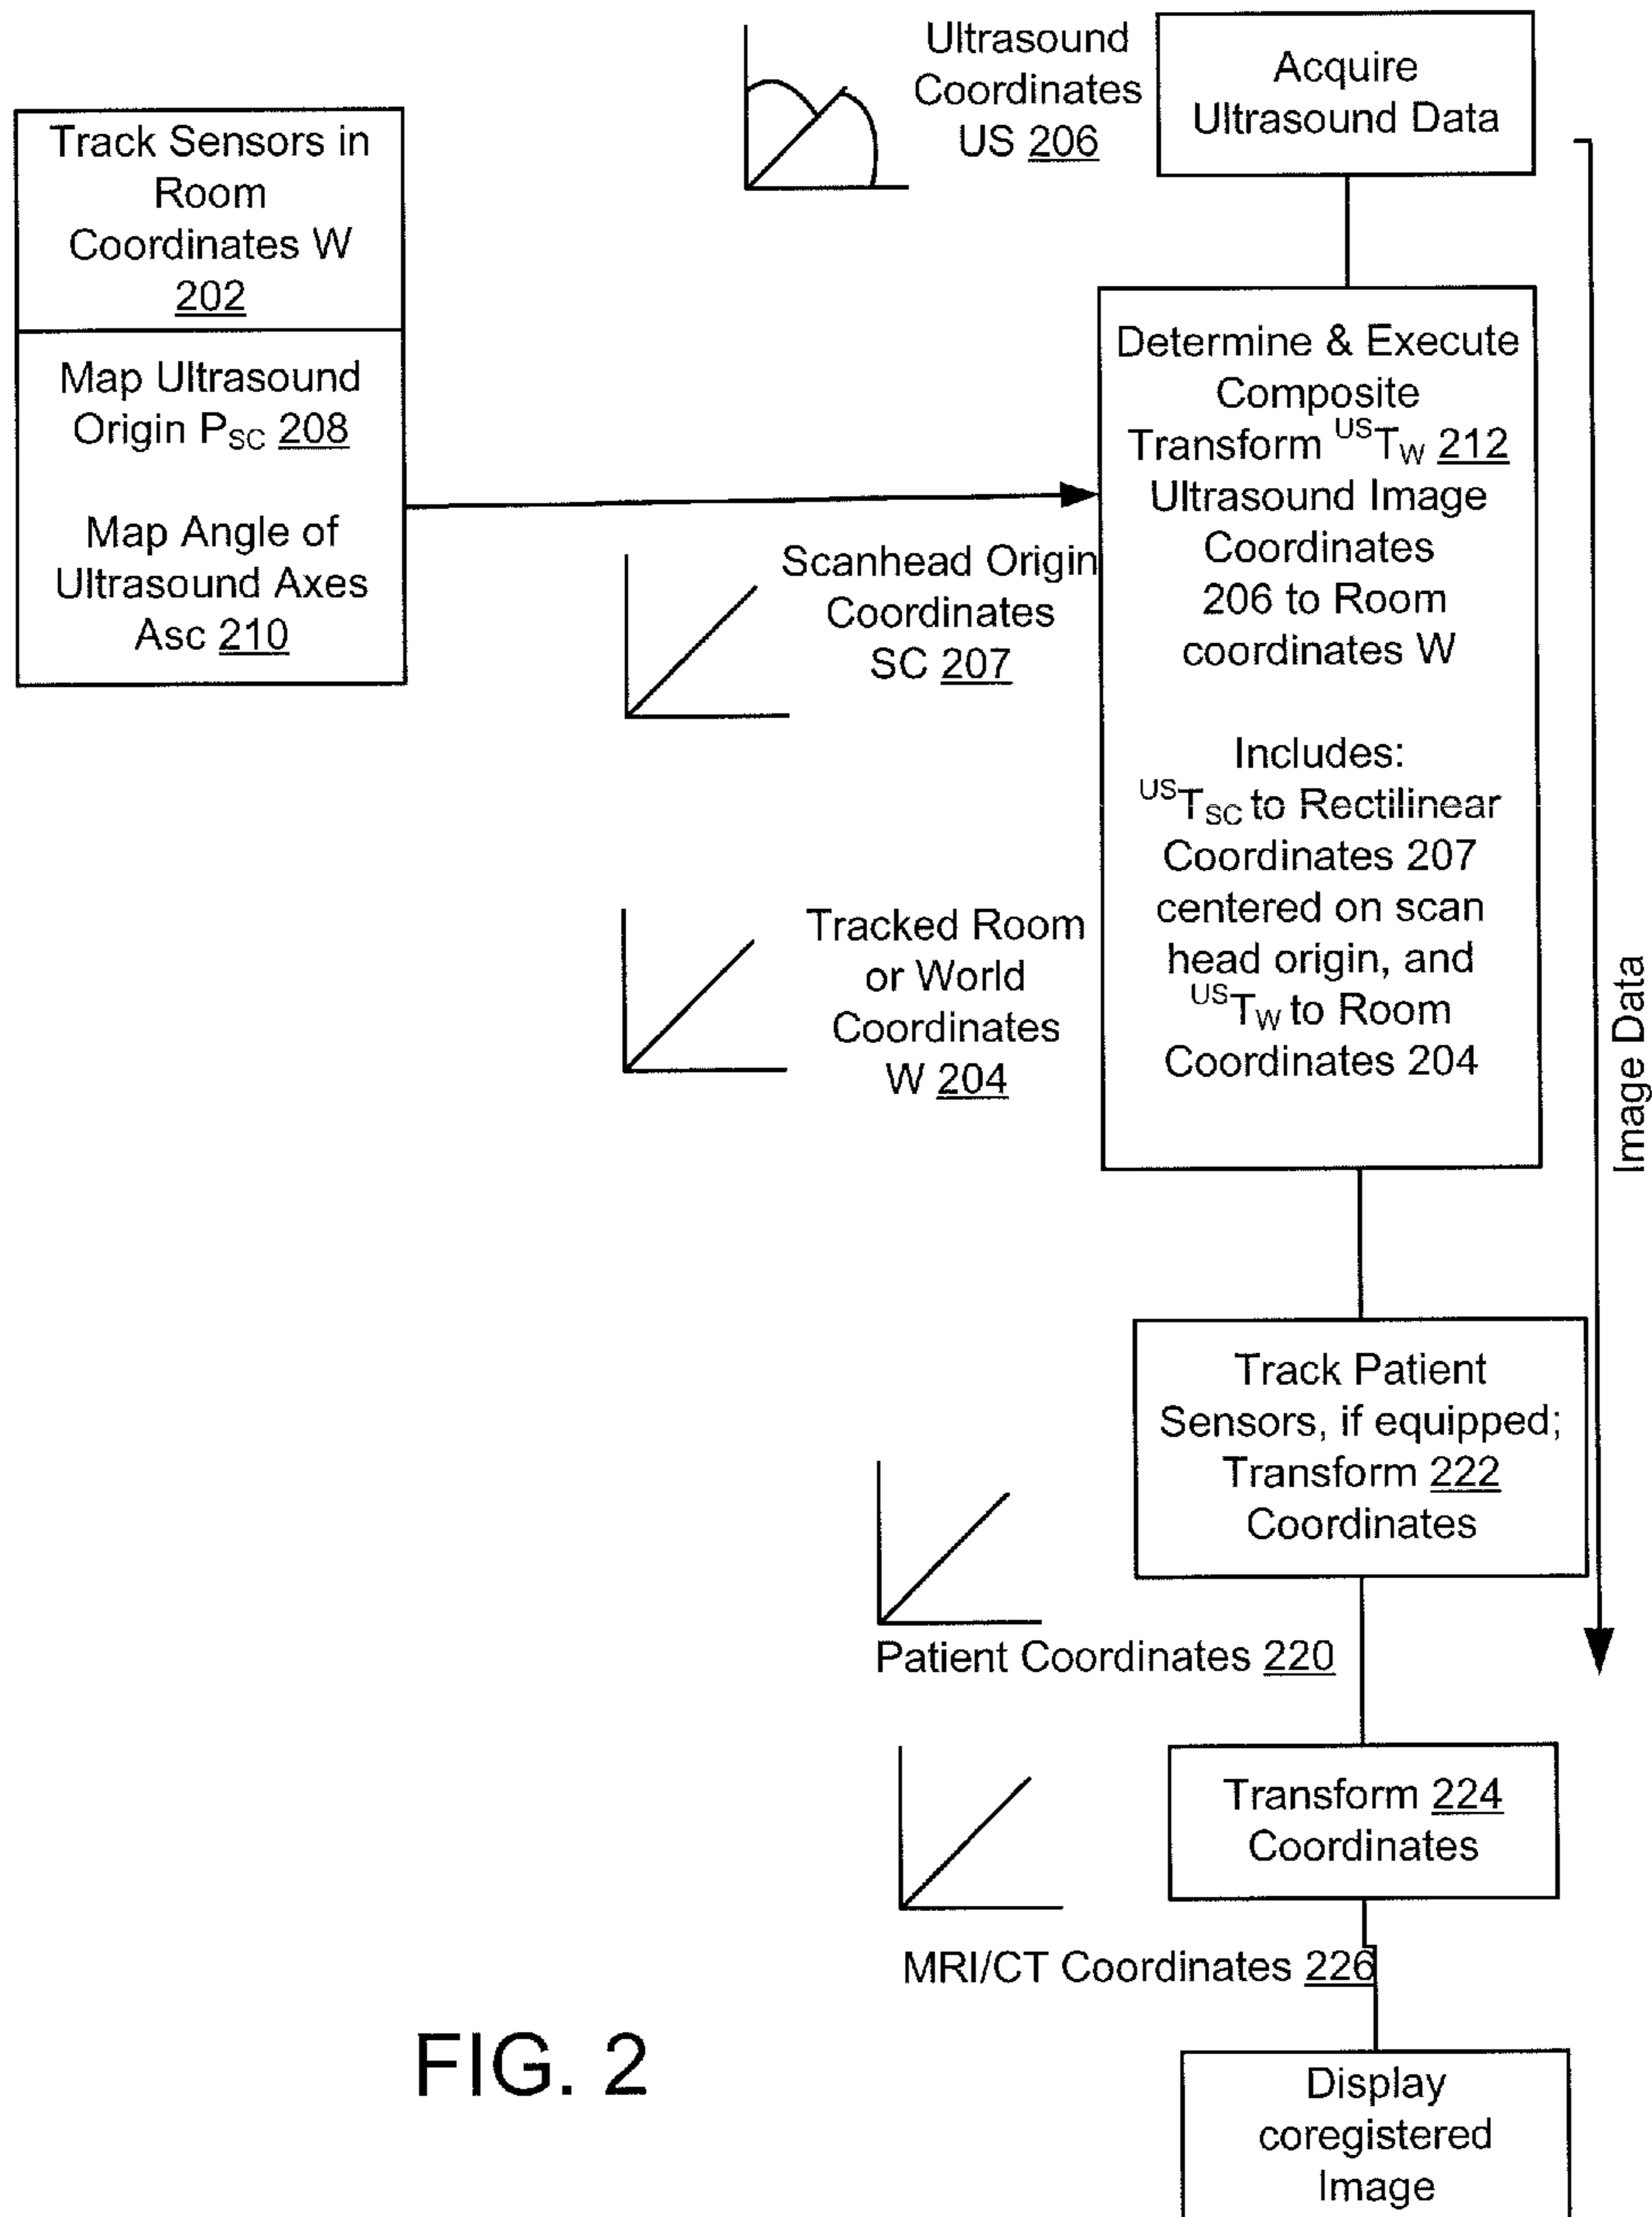 Ultrasound
Coordinates
US 206
Acquire
Ultrasound Data
Track Sensors in
Room
Coordinates W
202
Map Ultrasound
Origin PSC 208
Map Angle of
Ultrasound Axes
Asc 210
Determine & Execute
Composite
Transform USTW 212
Ultrasound Image
Coordinates
206 to Room
coordinates W
Includes:
USTSC to Rectilinear
Coordinates 207
centered on scan
head origin, and
USTW to Room
Coordinates 204
Scanhead Origin
Coordinates
SC 207
Tracked Room
or World
Coordinates
W 204
Image Data
Track Patient
Sensors, if equipped;
Transform 222
Coordinates
Patient Coordinates 220
Transform 224
Coordinates
MRI/CT Coordinates 226
FIG. 2
Display
coregistered
Image